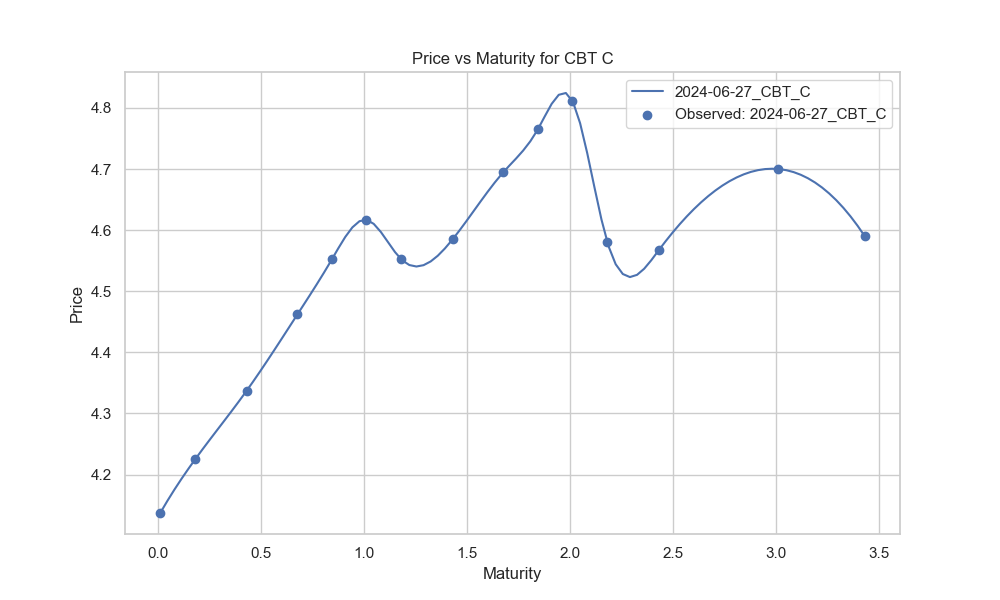 Price vs Maturity for CBT C
2024-06-27_CBT_C
Observed: 2024-06-27_CBT_C
Price
4.8
4.7
4.6
4.5
4.4
4.3
4.2
0.0 0.5 1.0 1.5 2.0 2.5 3.0 3.5
Maturity